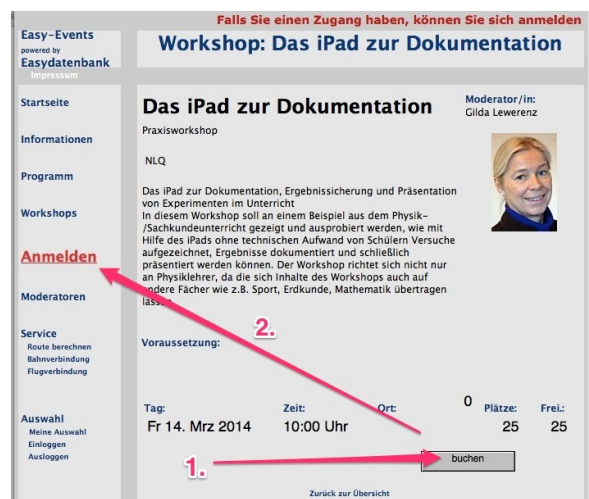 Falls Sie einen Zugang haben, können Sie sich anmelden
Easy-Events
powered by
Easydatenbank
Impressum
Workshop: Das iPad zur Dokumentation
Startseite
Informationen
Programm
Workshops
Anmelden
Moderatoren
Service
Route berechnen
Bahnverbindung
Flugverbindung
Auswahl
Meine Auswahl
Einloggen
Ausloggen
Das iPad zur Dokumentation
Praxisworkshop
NLQ
Moderator/in:
Gilda Lewerenz
Das iPad zur Dokumentation, Ergebnissicherung und Präsentation
von Experimenten im Unterricht
In diesem Workshop soll an einem Beispiel aus dem Physik-
/Sachkundeunterricht gezeigt und ausprobiert werden, wie mit
Hilfe des iPads ohne technischen Aufwand von Schülern Versuche
aufgezeichnet, Ergebnisse dokumentiert und schließlich
präsentiert werden können. Der Workshop richtet sich nicht nur
an Physiklehrer, da die sich Inhalte des Workshops auch auf
andere Fächer wie z.B. Sport, Erdkunde, Mathematik übertragen
lassen
2.
Voraussetzung:
Tag: Zeit: Ort: 0 Plätze: Frei.:
Fr 14. Mrz 2014 10:00 Uhr 25 25
1.
buchen
Zurück zur Übersicht